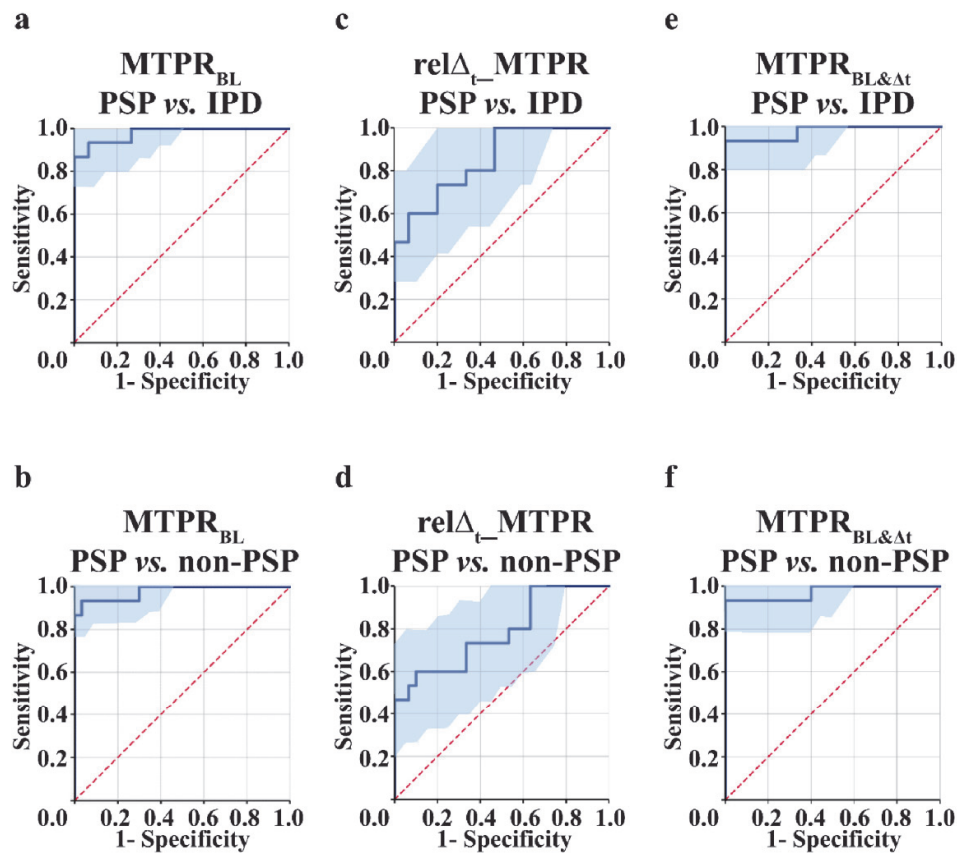 a
MTPR_BL
PSP vs. IPD
1.0
0.8
0.6
0.4
0.2
0.0
Sensitivity
0.2 0.4 0.6 0.8 1.0
1- Specificity
c
relΔ_t_MTPR
PSP vs. IPD
1.0
0.8
0.6
0.4
0.2
0.0
Sensitivity
0.2 0.4 0.6 0.8 1.0
1- Specificity
e
MTPR_BL&Δt
PSP vs. IPD
1.0
0.8
0.6
0.4
0.2
0.0
Sensitivity
0.2 0.4 0.6 0.8 1.0
1- Specificity
b
MTPR_BL
PSP vs. non-PSP
1.0
0.8
0.6
0.4
0.2
0.0
Sensitivity
0.2 0.4 0.6 0.8 1.0
1- Specificity
d
relΔ_t_MTPR
PSP vs. non-PSP
1.0
0.8
0.6
0.4
0.2
0.0
Sensitivity
0.2 0.4 0.6 0.8 1.0
1- Specificity
f
MTPR_BL&Δt
PSP vs. non-PSP
1.0
0.8
0.6
0.4
0.2
0.0
Sensitivity
0.2 0.4 0.6 0.8 1.0
1- Specificity